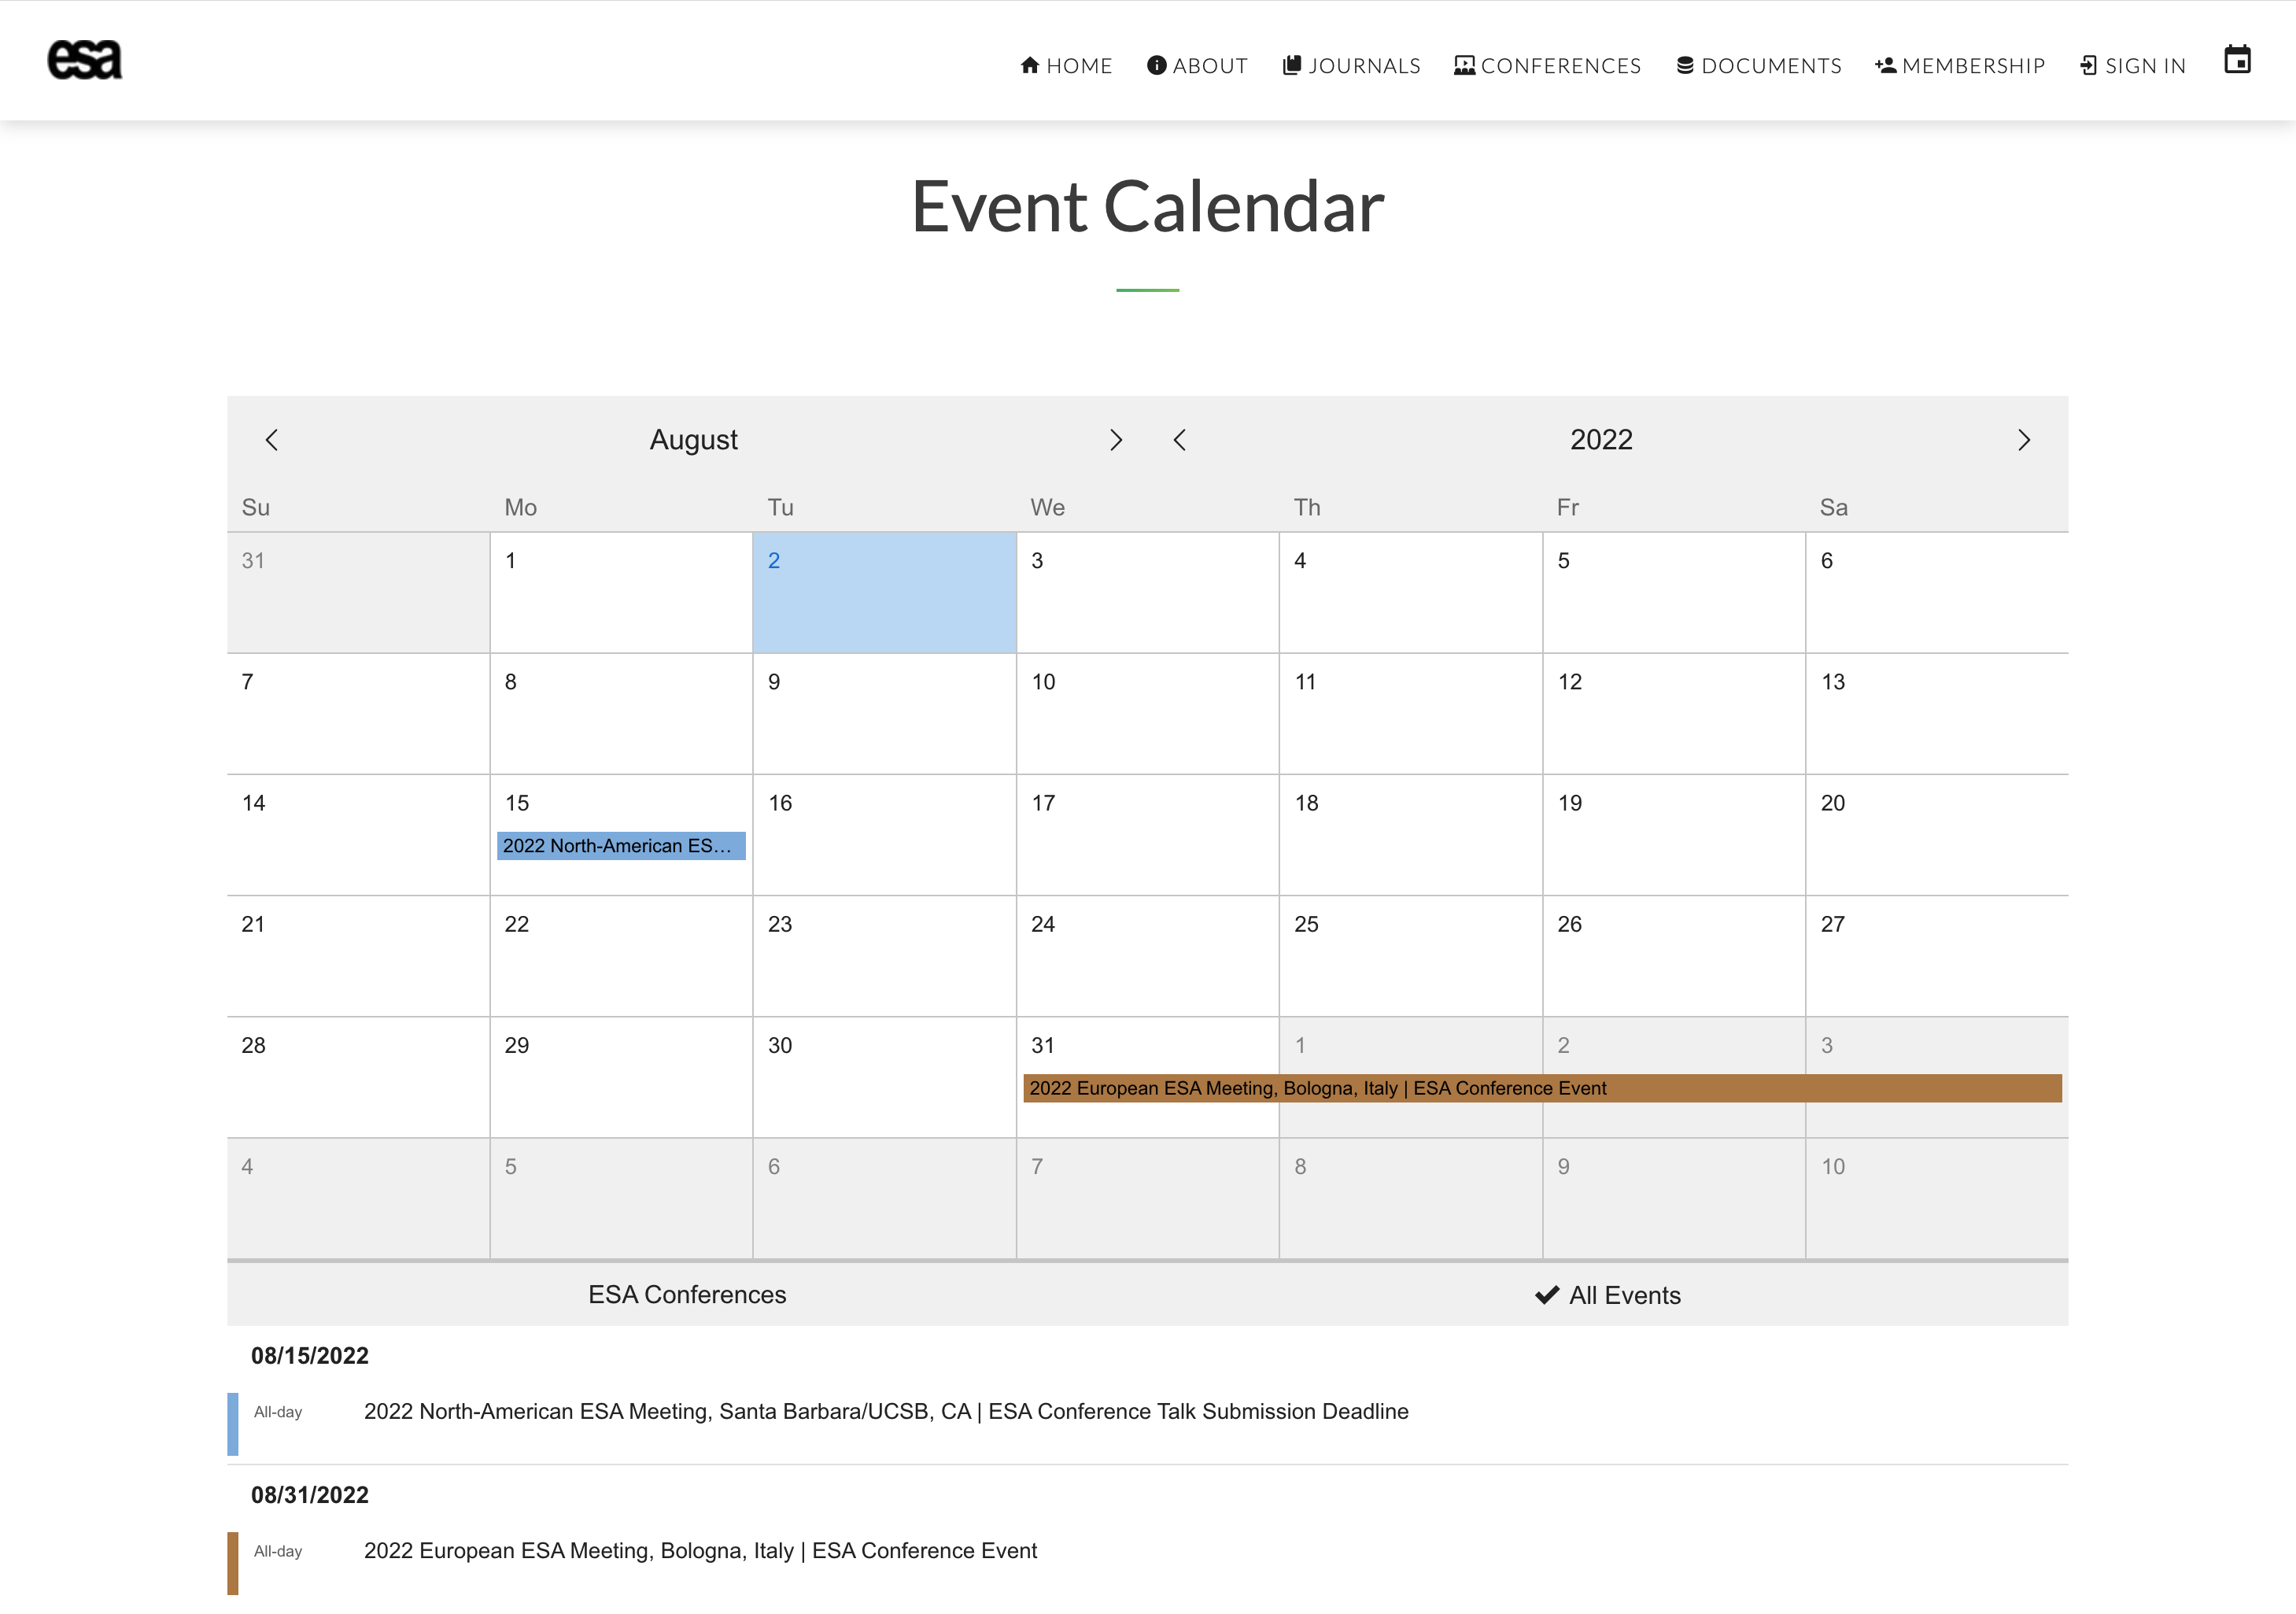 esa
HOME ABOUT JOURNALS CONFERENCES DOCUMENTS MEMBERSHIP SIGN IN
Event Calendar
August 2022
Su Mo Tu We Th Fr Sa
31 1 2 3 4 5 6
7 8 9 10 11 12 13
14 15 16 17 18 19 20
2022 North-American ES…
21 22 23 24 25 26 27
28 29 30 31 1 2 3
2022 European ESA Meeting, Bologna, Italy | ESA Conference Event
4 5 6 7 8 9 10
ESA Conferences All Events
08/15/2022
All-day 2022 North-American ESA Meeting, Santa Barbara/UCSB, CA | ESA Conference Talk Submission Deadline
08/31/2022
All-day 2022 European ESA Meeting, Bologna, Italy | ESA Conference Event